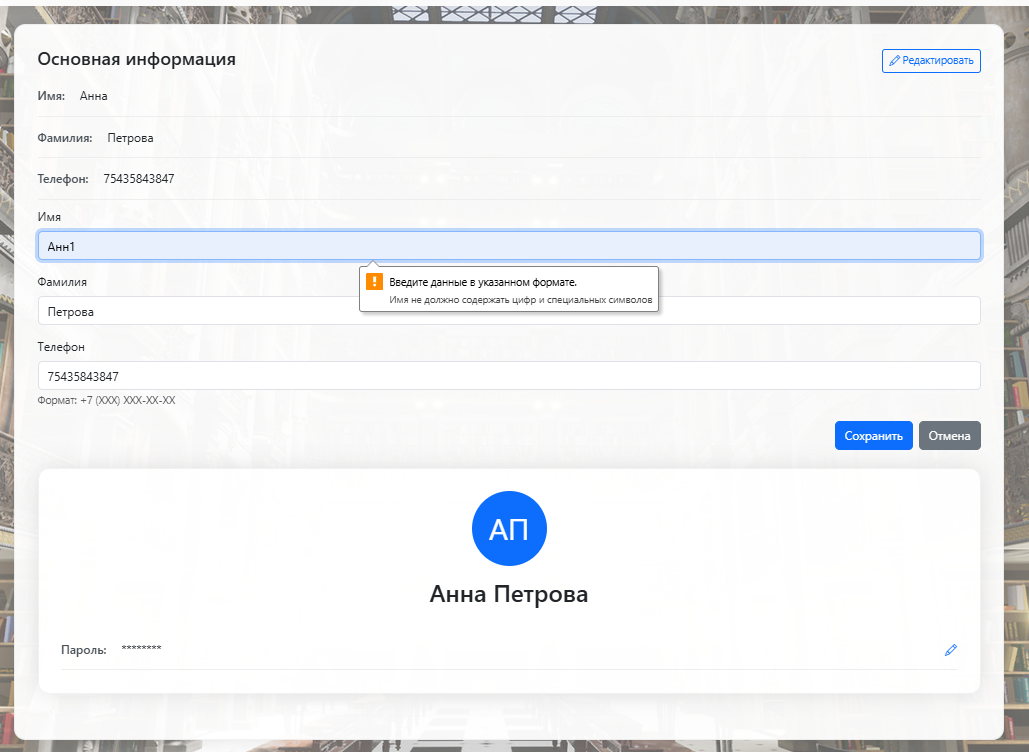 Основная информация
Редактировать
Имя: Анна
Фамилия: Петрова
Телефон: 75435843847
Имя
Анн1
Введите данные в указанном формате.
Имя не должно содержать цифр и специальных символов
Фамилия
Петрова
Телефон
75435843847
Формат: +7 (XXX) XXX-XX-XX
Сохранить Отмена
АП
Анна Петрова
Пароль: ********